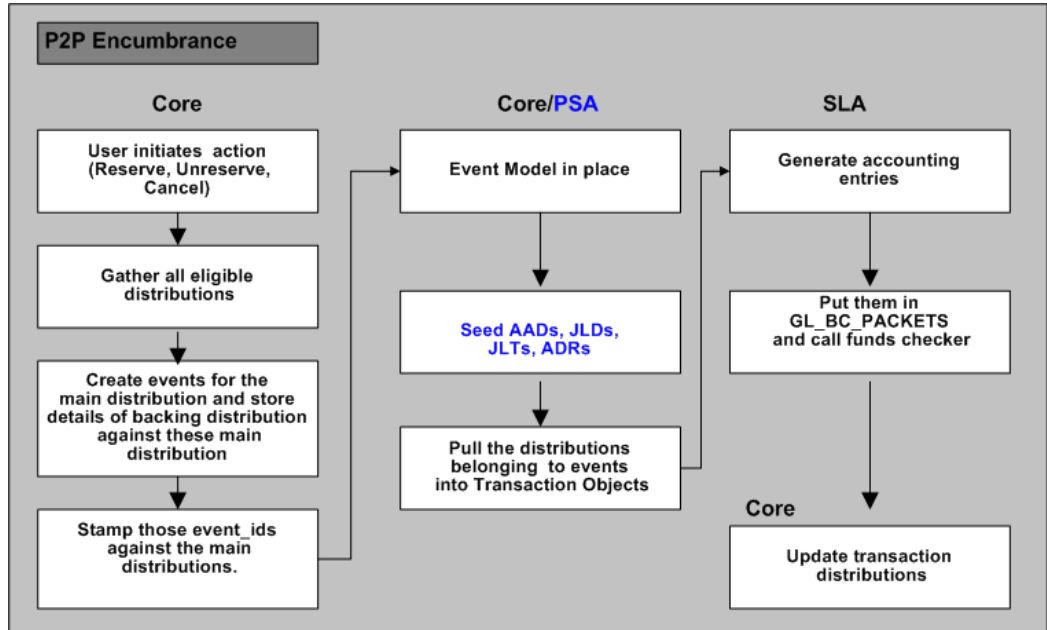 P2P Encumbrance
Core
User initiates action
(Reserve, Unreserve,
Cancel)
Gather all eligible
distributions
Create events for the
main distribution and store
details of backing distribution
against these main
distribution
Stamp those event_ids
against the main
distributions.
Core/PSA
Event Model in place
Seed AADs, JLDs,
JLTs, ADRs
Pull the distributions
belonging to events
into Transaction Objects
SLA
Generate accounting
entries
Put them in
GL_BC_PACKETS
and call funds checker
Core
Update transaction
distributions